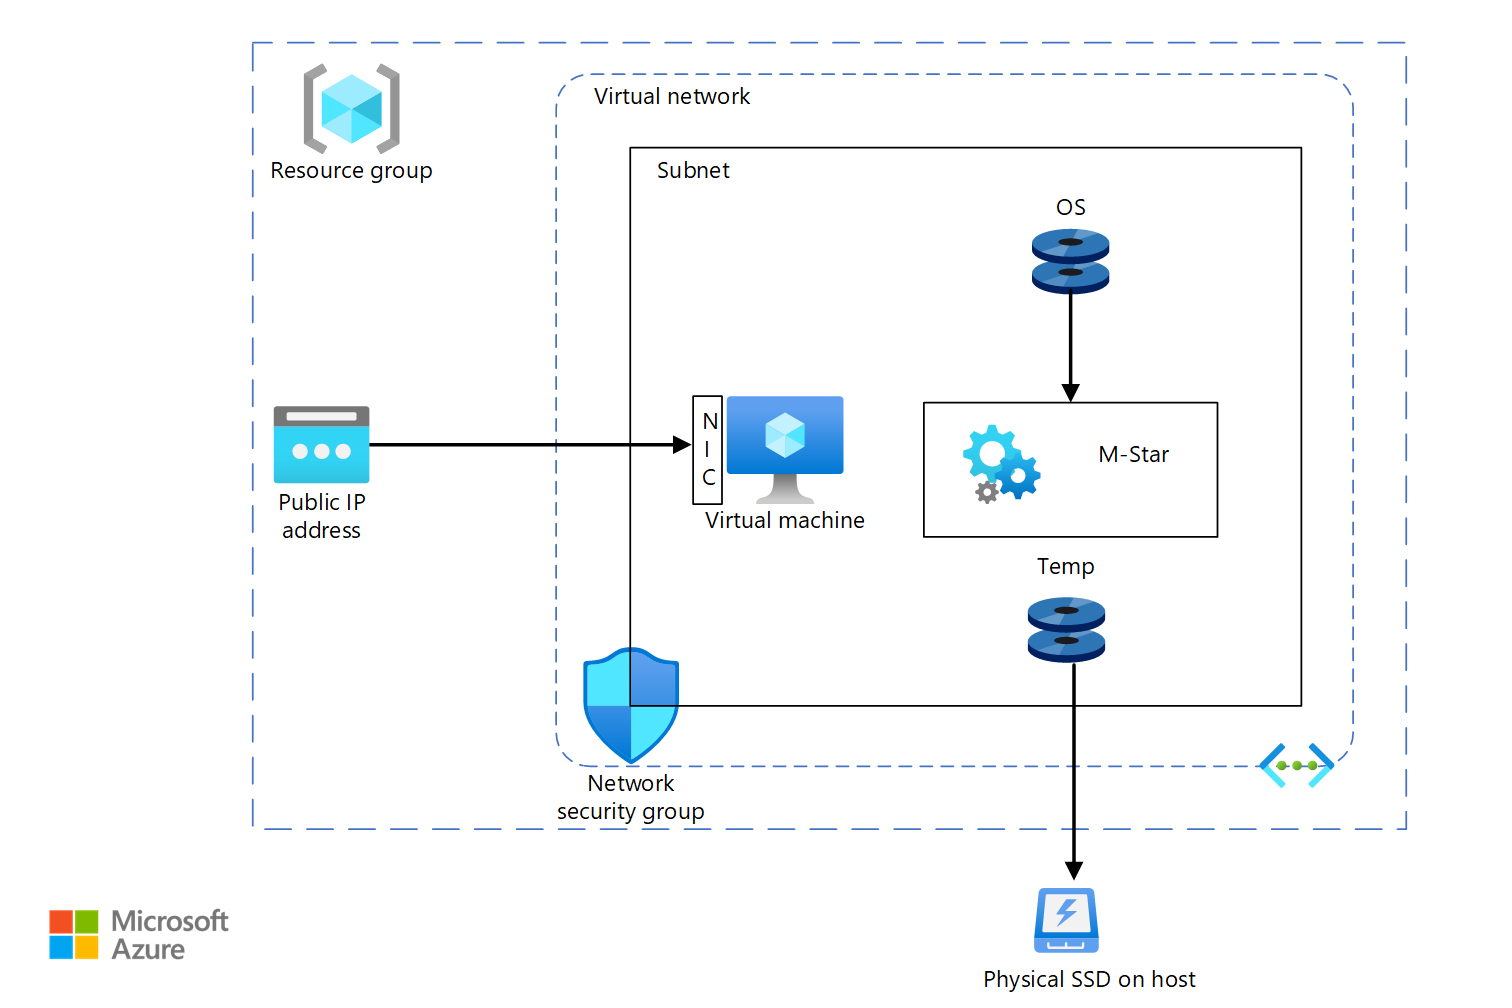 Virtual network
Resource group
Subnet
OS
NIC
Virtual machine
M-Star
Public IP
address
Temp
Network
security group
Microsoft
Azure
Physical SSD on host